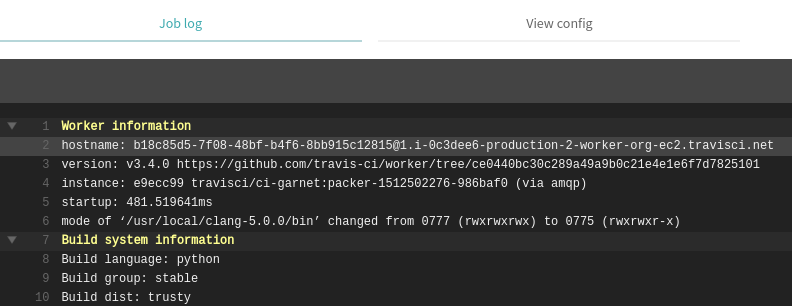 Job log
View config
1 Worker information
2 hostname: b18c85d5-7f08-48bf-b4f6-8bb915c12815@1.i-0c3dee6-production-2-worker-org-ec2.travisci.net
3 version: v3.4.0 https://github.com/travis-ci/worker/tree/ce0440bc30c289a49a9b0c21e4e1e6f7d7825101
4 instance: e9ecc99 travisci/ci-garnet:packer-1512502276-986baf0 (via amqp)
5 startup: 481.519641ms
6 mode of ‘/usr/local/clang-5.0.0/bin’ changed from 0777 (rwxrwxrwx) to 0775 (rwxrwxr-x)
7 Build system information
8 Build language: python
9 Build group: stable
10 Build dist: trusty